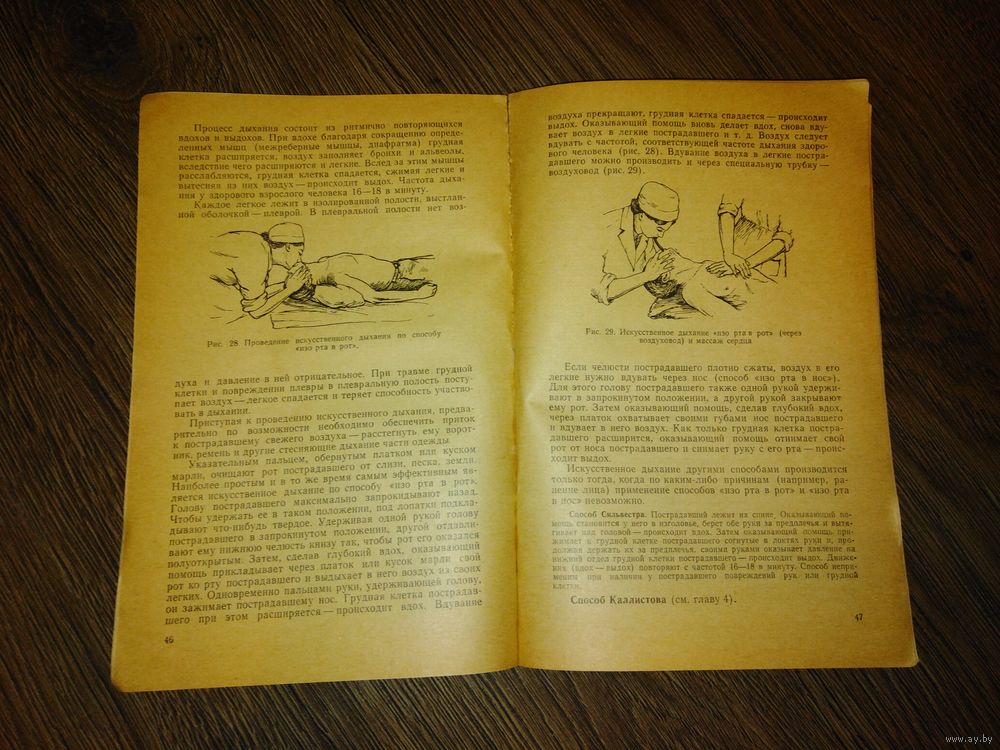 Процесс дыхания состоит из ритмично повторяющихся
вдохов и выдохов. При вдохе благодаря сокращению опреде-
ленных мышц (межреберные мышцы, диафрагма) грудная
клетка расширяется, воздух заполняет бронхи и альвеолы,
вследствие чего расширяются и легкие. Вслед за этим мышцы
расслабляются, грудная клетка спадается, сжимая легкие и
вытесняя из них воздух — происходит выдох. Частота дыха-
ния у здорового взрослого человека 16—18 в минуту.
Каждое легкое лежит в изолированной полости, выстлан-
ной оболочкой — плеврой. В плевральной полости нет воз-
Рис. 28 Проведение искусственного дыхания по способу
«изо рта в рот».
духа и давление в ней отрицательное. При травме грудной
клетки и повреждении плевры в плевральную полость посту-
пает воздух — легкое спадается и теряет способность участво-
вать в дыхании.
Приступая к проведению искусственного дыхания, предва-
рительно по возможности необходимо обеспечить приток
к пострадавшему свежего воздуха — расстегнуть ему ворот-
ник, ремень и другие стесняющие дыхание части одежды.
Указательным пальцем, обернутым платком или куском
марли, очищают рот пострадавшего от слизи, песка, земли.
Наиболее простым и в то же время самым эффективным яв-
ляется искусственное дыхание по способу «изо рта в рот».
Голову пострадавшего максимально запрокидывают назад.
Чтобы удержать ее в таком положении, под лопатки подкла-
дывают что-нибудь твердое. Удерживая одной рукой голову
пострадавшего в запрокинутом положении, другой отдавли-
вают ему нижнюю челюсть книзу так, чтобы рот его оказался
полуоткрытым. Затем, сделав глубокий вдох, оказывающий
помощь прикладывает через платок или кусок марли свой
рот ко рту пострадавшего и выдыхает в него воздух из своих
легких. Одновременно пальцами руки, удерживающей голову,
он зажимает пострадавшему нос. Грудная клетка пострадав-
шего при этом расширяется — происходит вдох. Вдувание
46
воздуха прекращают, грудная клетка спадается — происходит
выдох. Оказывающий помощь вновь делает вдох, снова вду-
вает воздух в легкие пострадавшего и т. д. Воздух следует
вдувать с частотой, соответствующей частоте дыхания здоро-
вого человека (рис. 28). Вдувание воздуха в легкие постра-
давшего можно производить и через специальную трубку —
воздуховод (рис. 29).
Рис. 29. Искусственное дыхание «изо рта в рот» (через
воздуховод) и массаж сердца
Если челюсти пострадавшего плотно сжаты, воздух в его
легкие нужно вдувать через нос (способ «изо рта в нос»).
Для этого голову пострадавшего также одной рукой удержи-
вают в запрокинутом положении, а другой рукой закрывают
ему рот. Затем оказывающий помощь, сделав глубокий вдох,
через платок охватывает своими губами нос пострадавшего
и вдувает в него воздух. Как только грудная клетка постра-
давшего расширится, оказывающий помощь отнимает свой
рот от носа пострадавшего и снимает руку с его рта — проис-
ходит выдох.
Искусственное дыхание другими способами производится
только тогда, когда по каким-либо причинам (например, ра-
нение лица) применение способов «изо рта в рот» и «изо рта
в нос» невозможно.
Способ Сильвестра. Пострадавший лежит на спине. Оказывающий по-
мощь становится у него в изголовье, берет обе руки за предплечья и вытя-
гивает над головой — происходит вдох. Затем оказывающий помощь при-
жимает к грудной клетке пострадавшего согнутые в локтях руки и, про-
должая держать их за предплечья, своими руками оказывает давление на
нижний отдел грудной клетки пострадавшего — происходит выдох. Движе-
ния (вдох — выдох) повторяют с частотой 16—18 в минуту. Способ непри-
меним при наличии у пострадавшего повреждений рук или грудной
клетки.
Способ Каллистова (см. главу 4).
47
www.ay.by